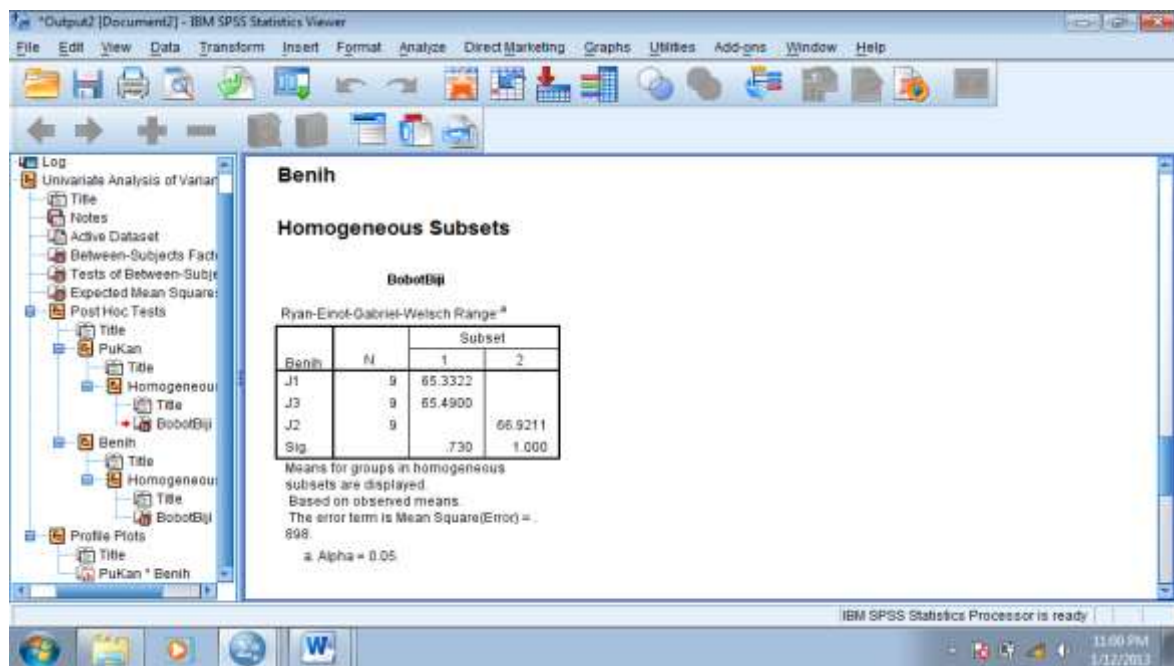 *Output2 [Document2] - IBM SPSS Statistics Viewer
File Edit View Data Transform Insert Format Analyze Direct Marketing Graphs Utilities Add-ons Window Help
Log
Univariate Analysis of Varian
Title
Notes
Active Dataset
Between-Subjects Fact
Tests of Between-Subje
Expected Mean Square
Post Hoc Tests
Title
PuKan
Title
Homogeneou
Title
BobotBiji
Benih
Title
Homogeneou
Title
BobotBiji
Profile Plots
Title
PuKan * Benih
Benih
Homogeneous Subsets
BobotBiji
Ryan-Einot-Gabriel-Welsch Range a
Subset
Benih N 1 2
J1 9 65.3322
J3 9 65.4900
J2 9 66.9211
Sig. .730 1.000
Means for groups in homogeneous
subsets are displayed.
Based on observed means.
The error term is Mean Square(Error) = .
898.
a. Alpha = 0.05.
IBM SPSS Statistics Processor is ready
W
11:00 PM
1/12/2013